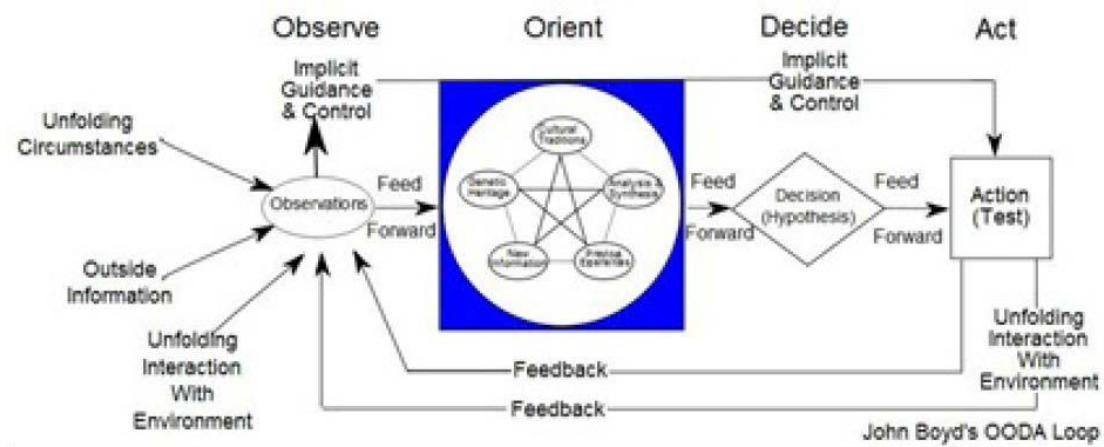 Observe
Orient
Decide
Act
Implicit
Guidance
& Control
Implicit
Guidance
& Control
Unfolding
Circumstances
Observations
Outside
Information
Unfolding
Interaction
With
Environment
Feed
Forward
Cultural
Traditions
Genetic
Heritage
Analysis &
Synthesis
New
Information
Previous
Feed
Forward
Decision
(Hypothesis)
Feed
Forward
Action
(Test)
Unfolding
Interaction
With
Environment
Feedback
Feedback
John Boyd's OODA Loop